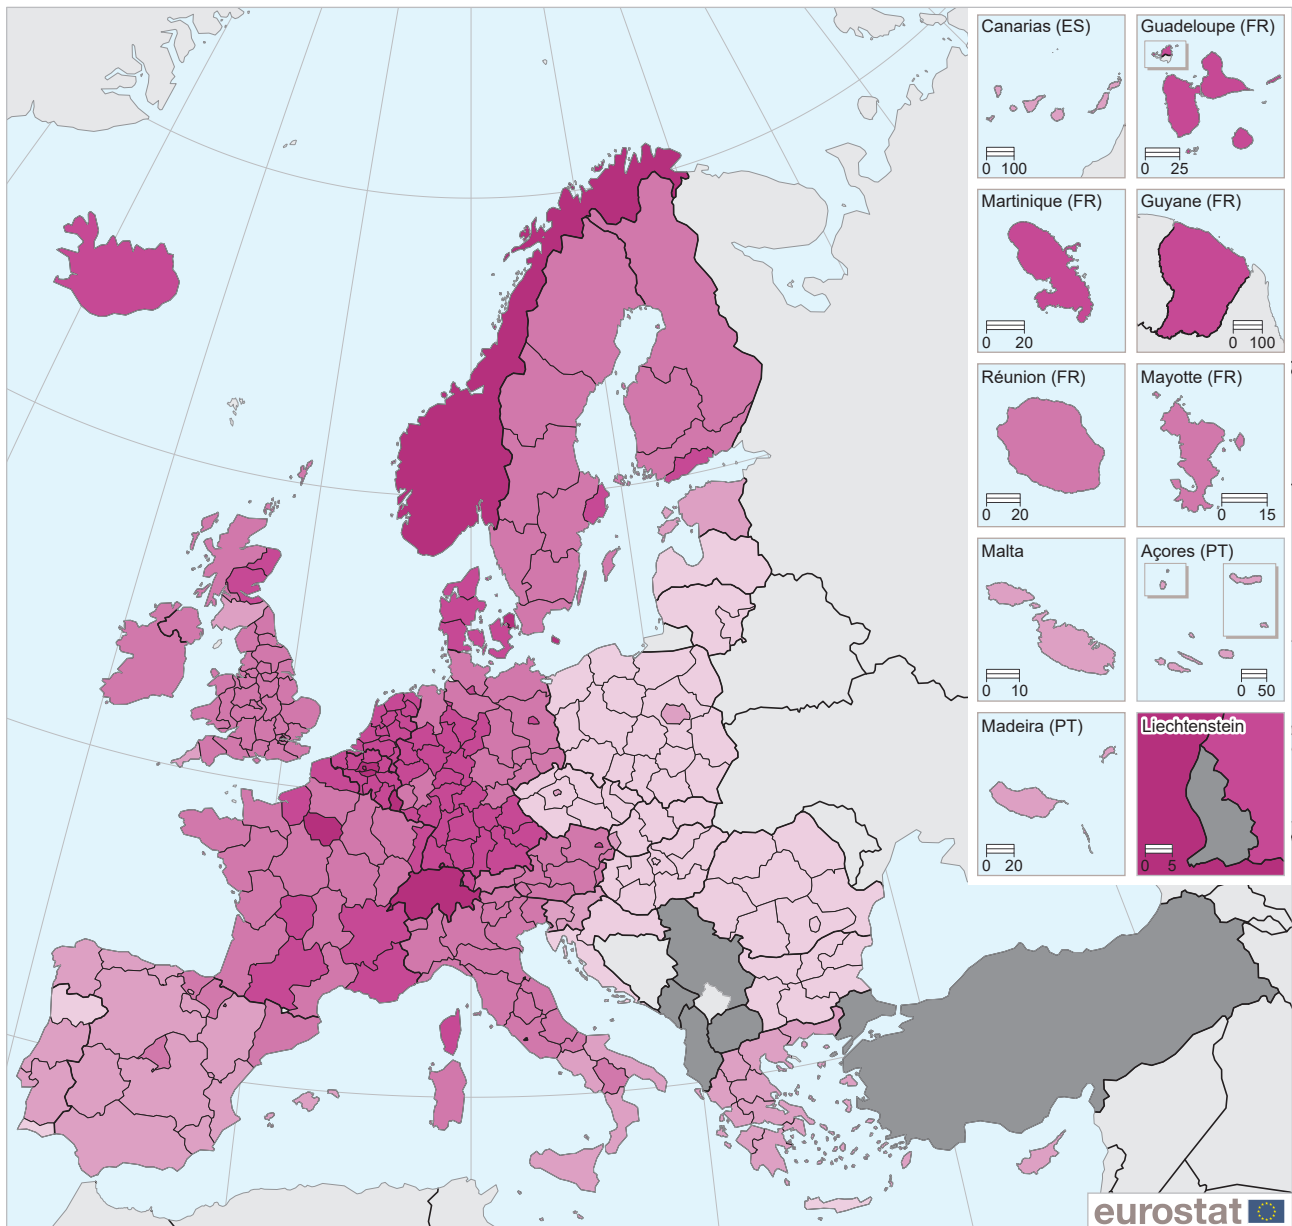 Canarias (ES)
0 100
Guadeloupe (FR)
0 25
Martinique (FR)
0 20
Guyane (FR)
0 100
Réunion (FR)
0 20
Mayotte (FR)
0 15
Malta
0 10
Açores (PT)
0 50
Madeira (PT)
0 20
Liechtenstein
0 5
eurostat